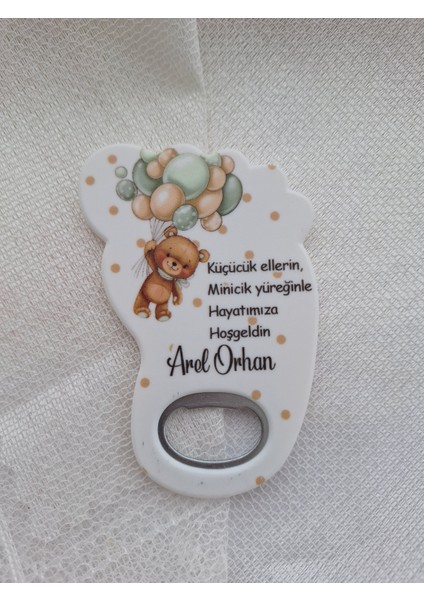 Küçücük ellerin,
Minicik yüreğinle
Hayatımıza
Hoşgeldin
Arel Orhan